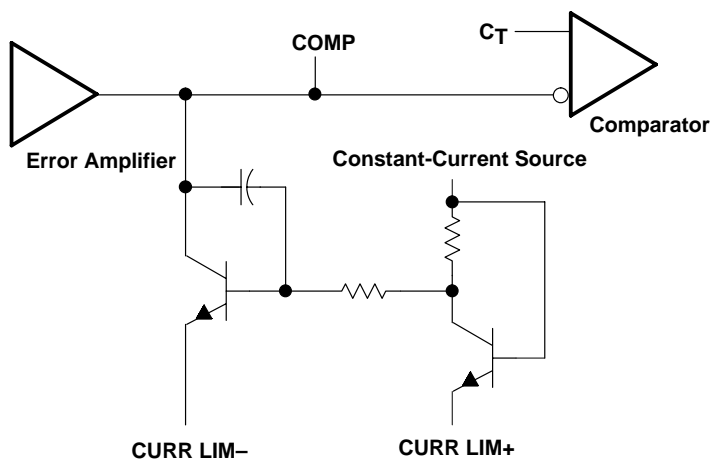 COMP
CT
Comparator
Error Amplifier
Constant-Current Source
CURR LIM–
CURR LIM+